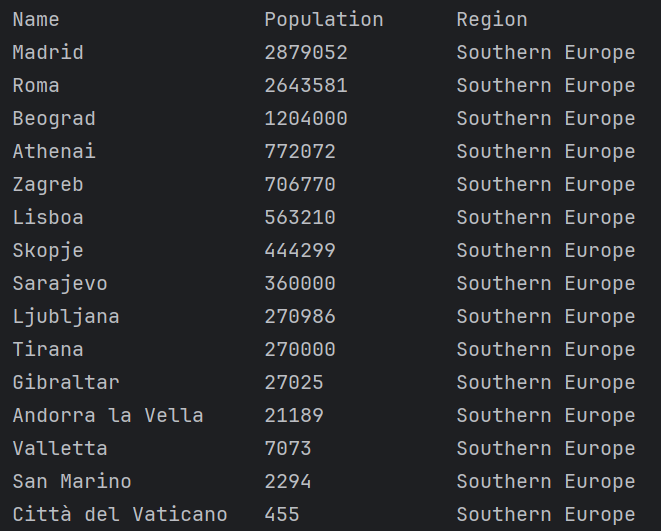 Name Population Region
Madrid 2879052 Southern Europe
Roma 2643581 Southern Europe
Beograd 1204000 Southern Europe
Athenai 772072 Southern Europe
Zagreb 706770 Southern Europe
Lisboa 563210 Southern Europe
Skopje 444299 Southern Europe
Sarajevo 360000 Southern Europe
Ljubljana 270986 Southern Europe
Tirana 270000 Southern Europe
Gibraltar 27025 Southern Europe
Andorra la Vella 21189 Southern Europe
Valletta 7073 Southern Europe
San Marino 2294 Southern Europe
Città del Vaticano 455 Southern Europe